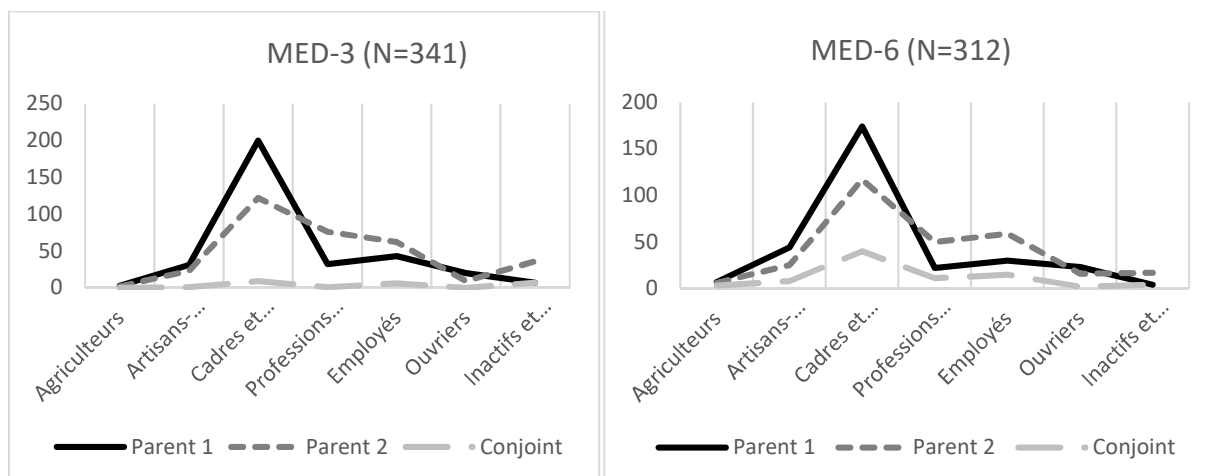 MED-3 (N=341)
250
200
150
100
50
0
Agriculteurs
Artisans-...
Cadres et...
Professions...
Employés
Ouvriers
Inactifs et...
Parent 1 Parent 2 Conjoint
MED-6 (N=312)
200
150
100
50
0
Agriculteurs
Artisans-...
Cadres et...
Professions...
Employés
Ouvriers
Inactifs et...
Parent 1 Parent 2 Conjoint